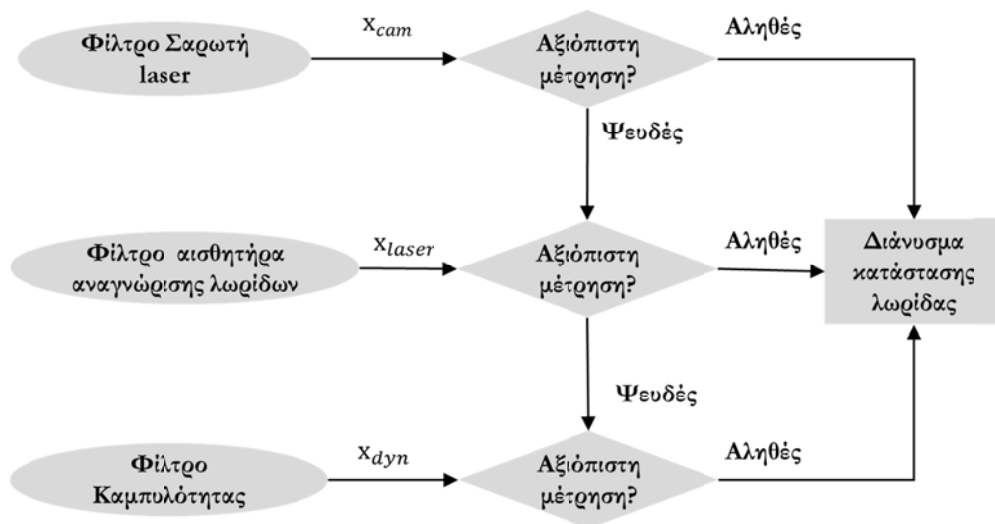 Φίλτρο Σαρωτή
laser
x_cam
Αξιόπιστη
μέτρηση?
Αληθές
Ψευδές
Φίλτρο αισθητήρα
αναγνώρισης λωρίδων
x_laser
Αξιόπιστη
μέτρηση?
Αληθές
Διάνυσμα
κατάστασης
λωρίδας
Ψευδές
Φίλτρο
Καμπυλότητας
x_dyn
Αξιόπιστη
μέτρηση?
Αληθές